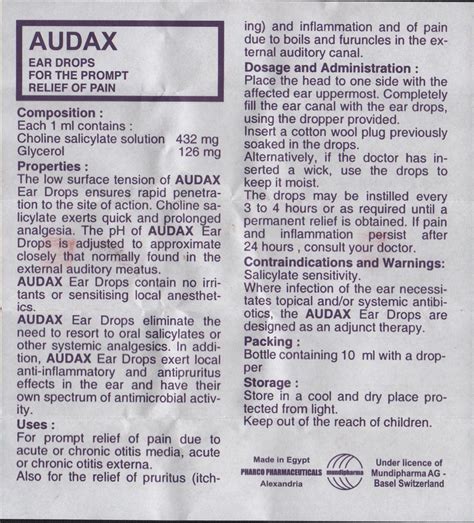 AUDAX
EAR DROPS
FOR THE PROMPT
RELIEF OF PAIN
Composition :
Each 1 ml contains :
Choline salicylate solution 432 mg
Glycerol 126 mg
Properties :
The low surface tension of AUDAX
Ear Drops ensures rapid penetra-
tion to the site of action. Choline sa-
licylate exerts quick and prolonged
analgesia. The pH of AUDAX Ear
Drops is adjusted to approximate
closely that normally found in the
external auditory meatus.
AUDAX Ear Drops contain no irri-
tants or sensitising local anesthet-
ics.
AUDAX Ear Drops eliminate the
need to resort to oral salicylates or
other systemic analgesics. In addi-
tion, AUDAX Ear Drops exert local
anti-inflammatory and antipruritus
effects in the ear and have their
own spectrum of antimicrobial activ-
ity.
Uses :
For prompt relief of pain due to
acute or chronic otitis media, acute
or chronic otitis externa.
Also for the relief of pruritus (itch-
ing) and inflammation and of pain
due to boils and furuncles in the ex-
ternal auditory canal.
Dosage and Administration :
Place the head to one side with the
affected ear uppermost. Completely
fill the ear canal with the ear drops,
using the dropper provided.
Insert a cotton wool plug previously
soaked in the drops.
Alternatively, if the doctor has in-
serted a wick, use the drops to
keep it moist.
The drops may be instilled every
3 to 4 hours or as required until a
permanent relief is obtained. If pain
and inflammation persist after
24 hours , consult your doctor.
Contraindications and Warnings:
Salicylate sensitivity.
Where infection of the ear necessi-
tates topical and/or systemic antibi-
otics, the AUDAX Ear Drops are
designed as an adjunct therapy.
Packing :
Bottle containing 10 ml with a drop-
per
Storage :
Store in a cool and dry place pro-
tected from light.
Keep out of the reach of children.
Made in Egypt
PHARCO PHARMACEUTICALS
Alexandria
mundipharma
Under licence of
Mundipharma AG -
Basel Switzerland